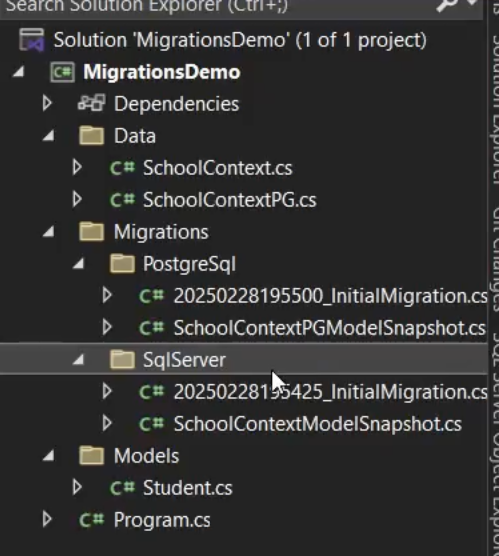 Search Solution Explorer (Ctrl+;)
Solution 'MigrationsDemo' (1 of 1 project)
C# MigrationsDemo
Dependencies
Data
C# SchoolContext.cs
C# SchoolContextPG.cs
Migrations
PostgreSql
C# 20250228195500_InitialMigration.cs
C# SchoolContextPGModelSnapshot.cs
SqlServer
C# 20250228195425_InitialMigration.cs
C# SchoolContextModelSnapshot.cs
Models
C# Student.cs
C# Program.cs
Solution Explorer
Git Changes
SQL Server Object Explorer